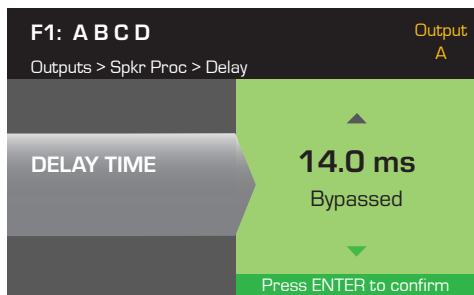 F1: A B C D
Output
A
Outputs > Spkr Proc > Delay
DELAY TIME
14.0 ms
Bypassed
Press ENTER to confirm